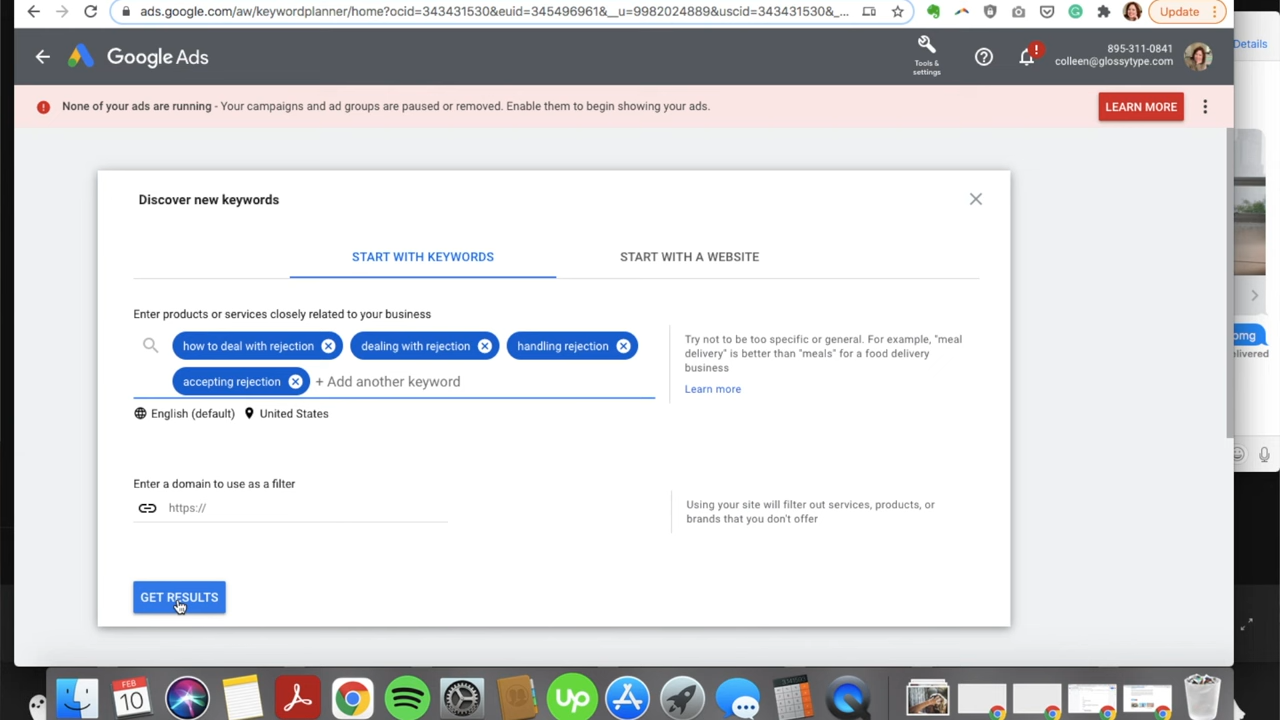 ads.google.com/aw/keywordplanner/home?ocid=343431530&euid=345496961&__u=9982024889&uscid=343431530&_...
Update
Details
Google Ads
Tools &
settings
895-311-0841
colleen@glossytype.com
None of your ads are running - Your campaigns and ad groups are paused or removed. Enable them to begin showing your ads.
LEARN MORE
Discover new keywords
START WITH KEYWORDS
START WITH A WEBSITE
Enter products or services closely related to your business
how to deal with rejection
dealing with rejection
handling rejection
accepting rejection
+ Add another keyword
Try not to be too specific or general. For example, "meal
delivery" is better than "meals" for a food delivery
business
Learn more
omg
English (default)
United States
Enter a domain to use as a filter
https://
Using your site will filter out services, products, or
brands that you don't offer
GET RESULTS
FEB
10
Up